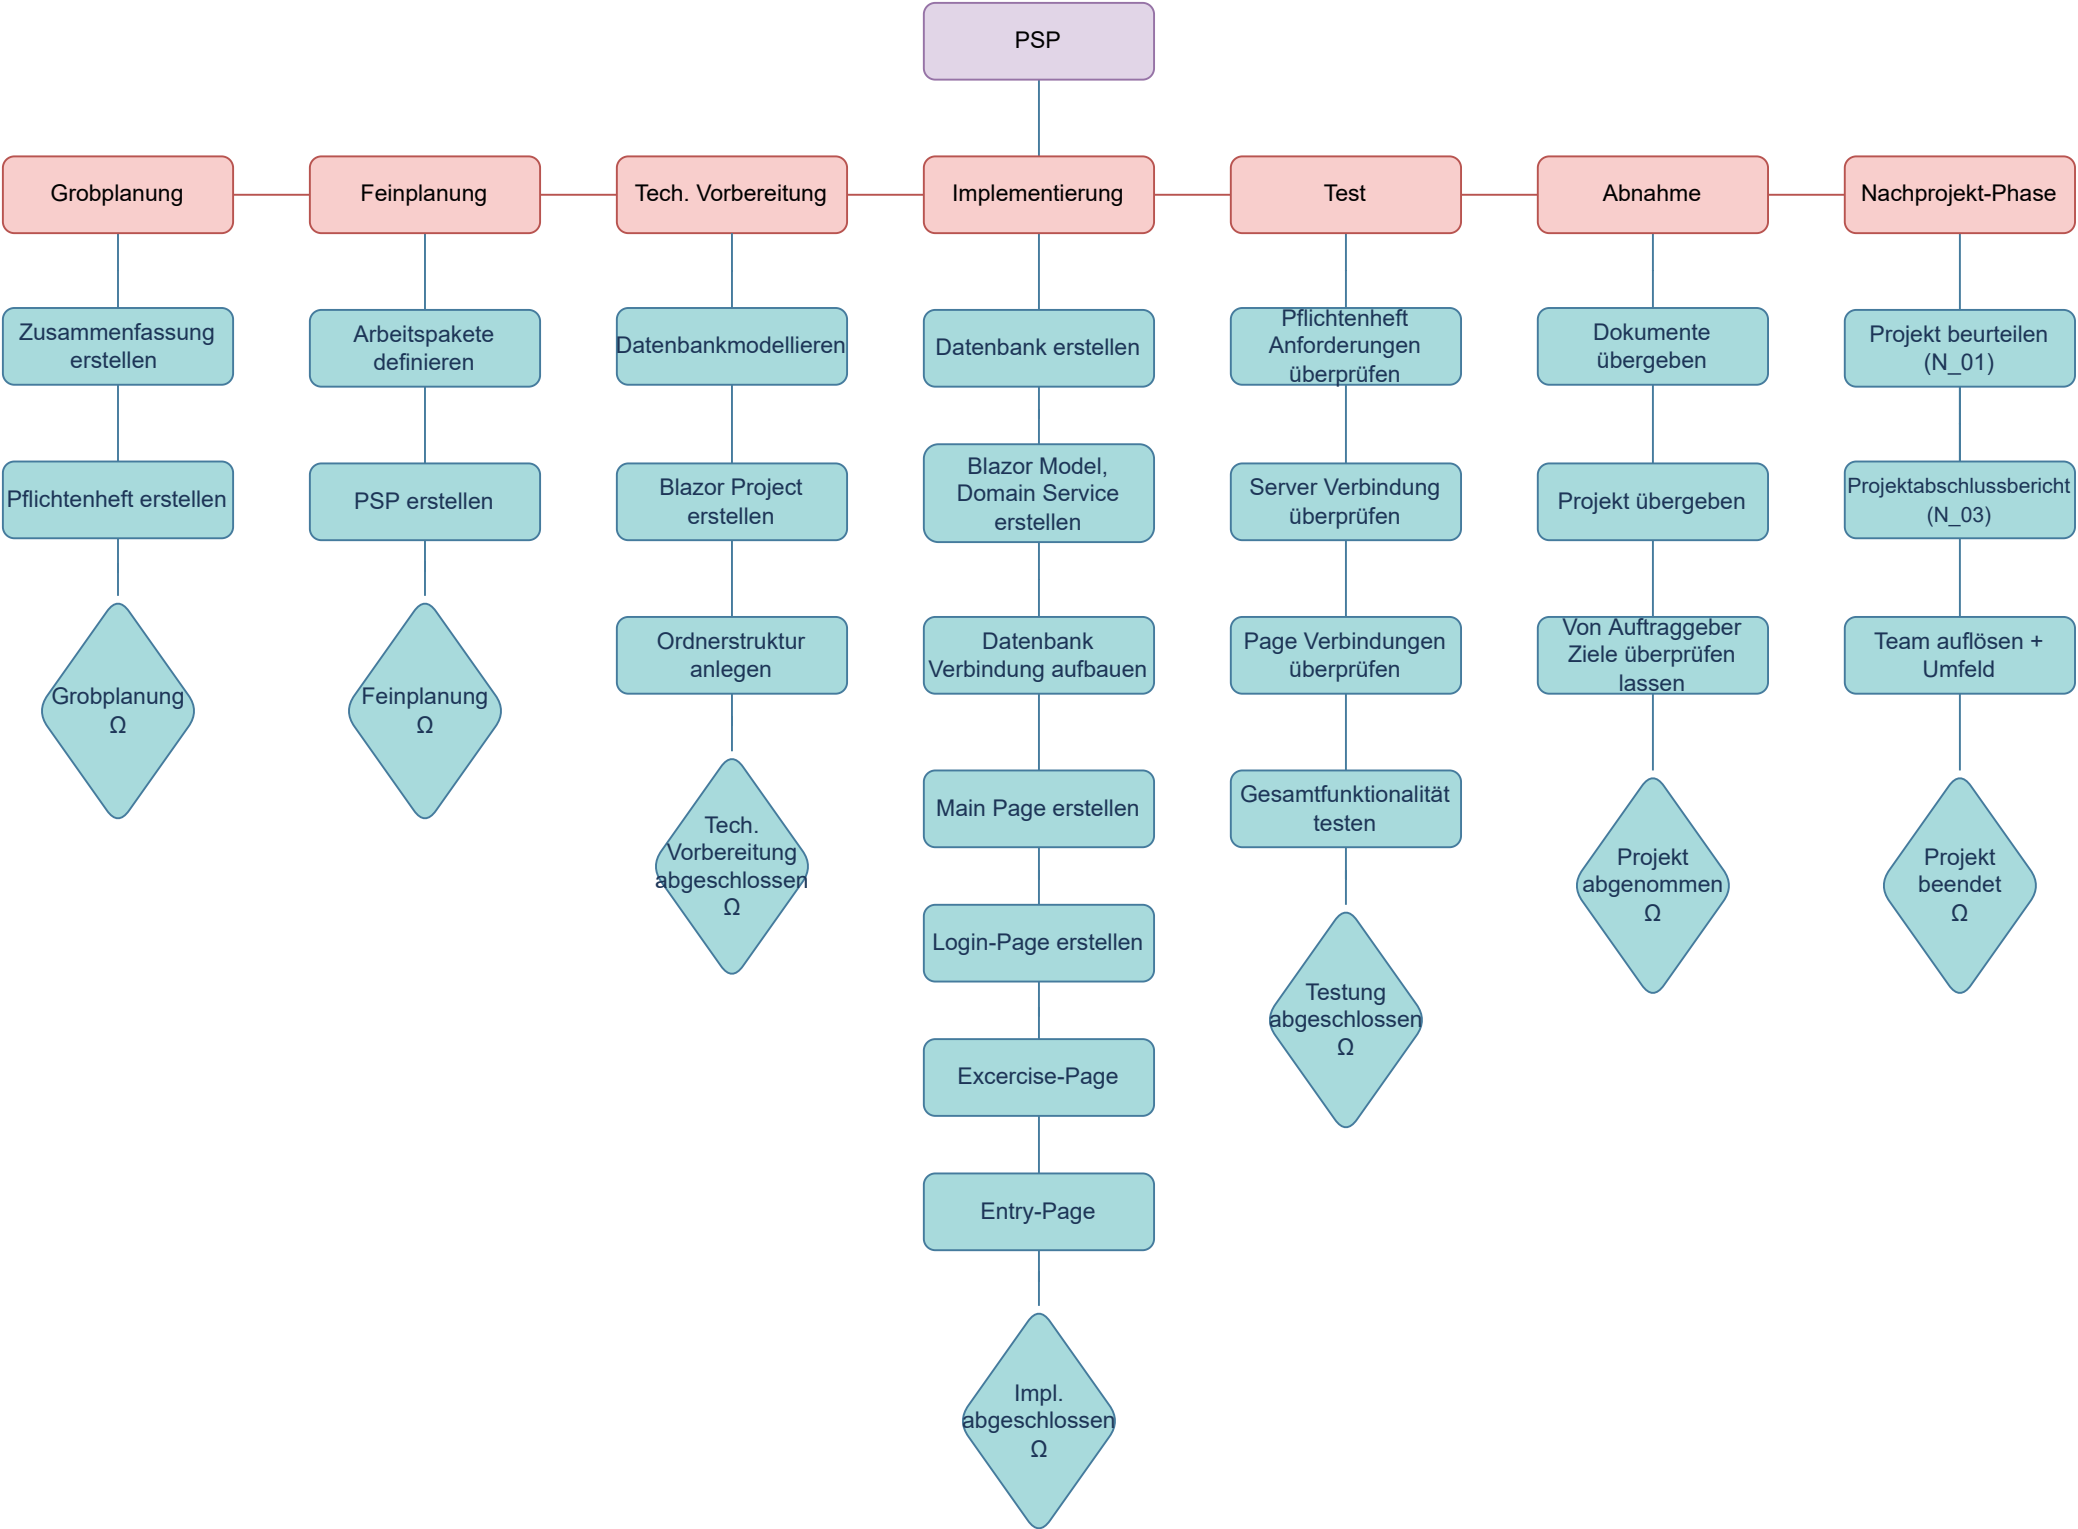 PSP
Grobplanung
Feinplanung
Tech. Vorbereitung
Implementierung
Test
Abnahme
Nachprojekt-Phase
Zusammenfassung
erstellen
Pflichtenheft erstellen
Grobplanung
Ω
Arbeitspakete
definieren
PSP erstellen
Feinplanung
Ω
Datenbankmodellieren
Blazor Project
erstellen
Ordnerstruktur
anlegen
Tech.
Vorbereitung
abgeschlossen
Ω
Datenbank erstellen
Blazor Model,
Domain Service
erstellen
Datenbank
Verbindung aufbauen
Main Page erstellen
Login-Page erstellen
Excercise-Page
Entry-Page
Impl.
abgeschlossen
Ω
Pflichtenheft
Anforderungen
überprüfen
Server Verbindung
überprüfen
Page Verbindungen
überprüfen
Gesamtfunktionalität
testen
Testung
abgeschlossen
Ω
Dokumente
übergeben
Projekt übergeben
Von Auftraggeber
Ziele überprüfen
lassen
Projekt
abgenommen
Ω
Projekt beurteilen
(N_01)
Projektabschlussbericht
(N_03)
Team auflösen +
Umfeld
Projekt
beendet
Ω